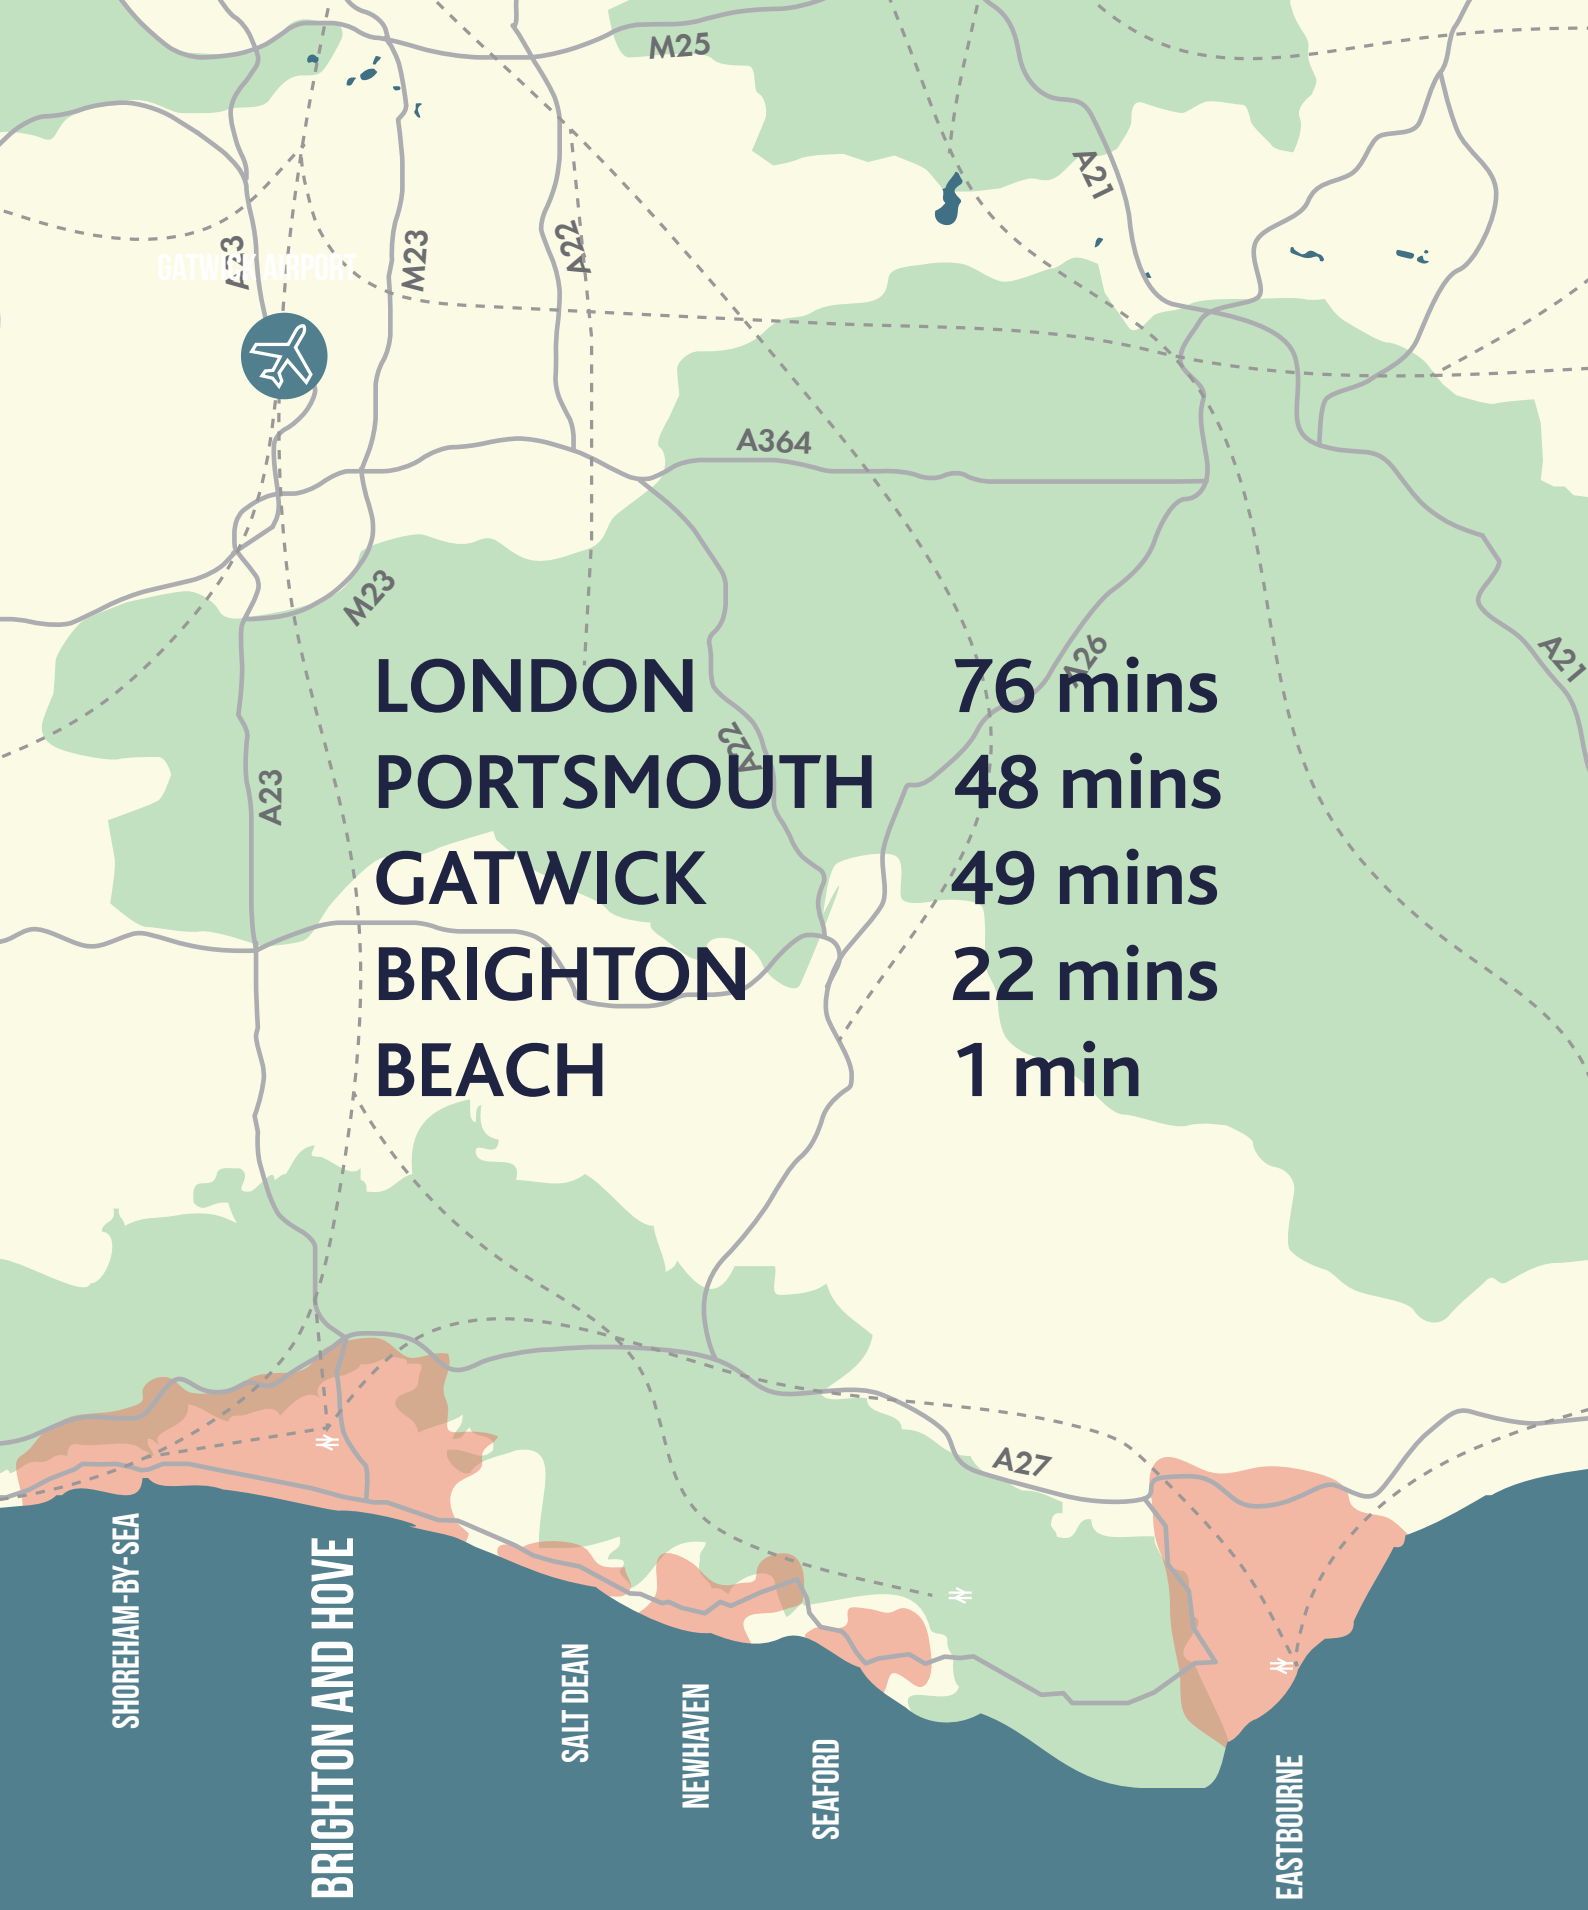 M25
A21
A23
GATWICK AIRPORT
M23
A22
A364
M23
A26
A21
LONDON 76 mins
A22
PORTSMOUTH 48 mins
A23
GATWICK 49 mins
BRIGHTON 22 mins
BEACH 1 min
A27
SHOREHAM-BY-SEA
BRIGHTON AND HOVE
SALT DEAN
NEWHAVEN
SEAFORD
EASTBOURNE